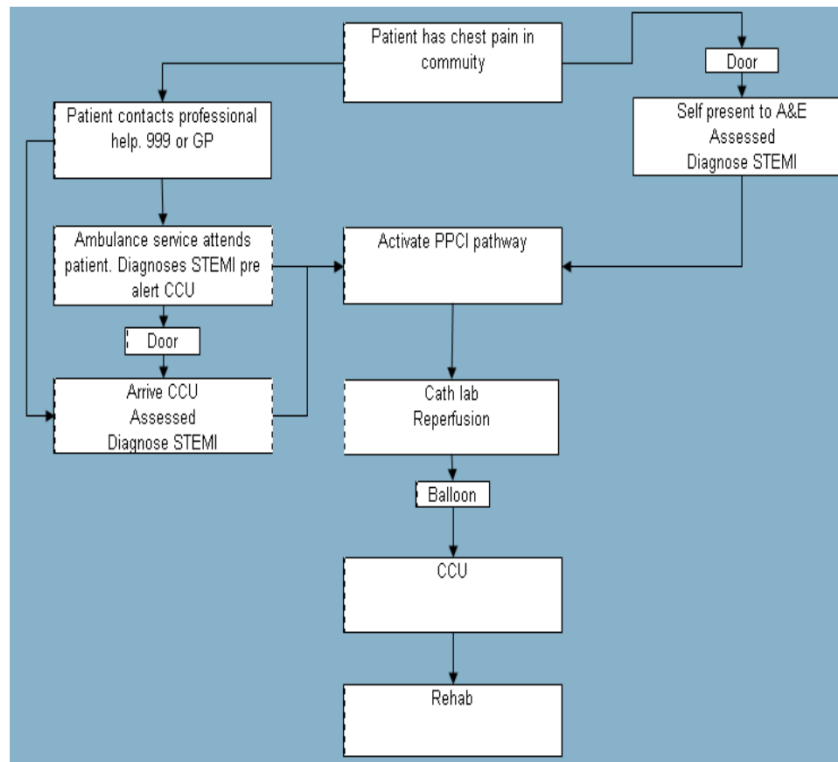 Patient has chest pain in
commuity
Door
Patient contacts professional
help. 999 or GP
Self present to A&E
Assessed
Diagnose STEMI
Ambulance service attends
patient. Diagnoses STEMI pre
alert CCU
Activate PPCI pathway
Door
Arrive CCU
Assessed
Diagnose STEMI
Cath lab
Reperfusion
Balloon
CCU
Rehab